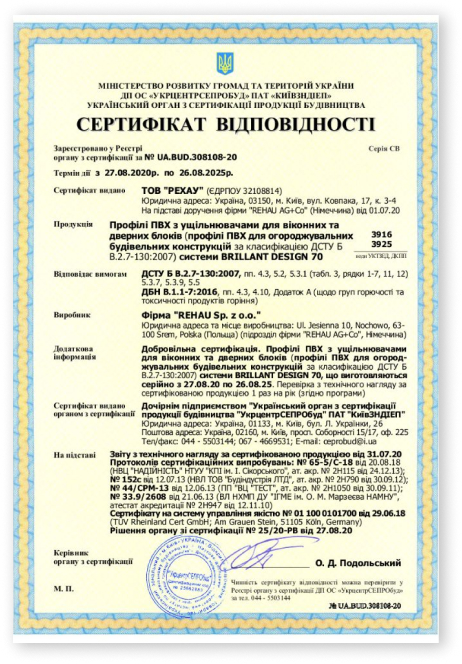 МІНІСТЕРСТВО РОЗВИТКУ ГРОМАД ТА ТЕРИТОРІЙ УКРАЇНИ
ДП ОС «УКРЦЕНТРСЕПРОБУД» ПАТ «КИЇВЗНДІЕП»
УКРАЇНСЬКИЙ ОРГАН З СЕРТИФІКАЦІЇ ПРОДУКЦІЇ БУДІВНИЦТВА
СЕРТИФІКАТ ВІДПОВІДНОСТІ
Зареєстровано у Реєстрі Серія СВ
органу з сертифікації за № UA.BUD.308108-20
Термін дії з 27.08.2020р. по 26.08.2025р.
Сертифікат видано ТОВ "РЕХАУ" (ЄДРПОУ 32108814)
Юридична адреса: Україна, 03150, м. Київ, вул. Ковпака, 17, к. 3-4
На підставі доручення фірми "REHAU AG+Co" (Німеччина) від 01.07.20
Продукція Профілі ПВХ з ущільнювачами для віконних та
дверних блоків (профілі ПВХ для огороджувальних 3916
будівельних конструкцій за класифікацією ДСТУ Б 3925
В.2.7-130:2007) системи BRILLANT DESIGN 70 коди УКТЗЕД, ДКПП
Відповідає вимогам ДСТУ Б В.2.7-130:2007, пп. 4.3, 5.2, 5.3.1 (табл. 3, рядки 1-7, 11, 12)
5.3.7, 5.3.9, 5.5
ДБН В.1.1-7:2016, пп. 4.3, 4.10, Додаток А (щодо груп горючості та
токсичності продуктів горіння)
Виробник Фірма "REHAU Sp. z o.o."
Юридична адреса та місце виробництва: Ul. Jesienna 10, Nochowo, 63-
100 Srem, Polska (Польща) (підрозділ фірми "REHAU AG+Co", Німеччина)
Додаткова Добровільна сертифікація. Профілі ПВХ з ущільнювачами
інформація для віконних та дверних блоків (профілі ПВХ для огород-
жувальних будівельних конструкцій за класифікацією ДСТУ Б
В.2.7-130:2007) системи BRILLANT DESIGN 70, що виготовляються
серійно з 27.08.20 по 26.08.25. Перевірка з технічного нагляду за
сертифікованою продукцією 1 раз на рік (згідно програми)
Сертифікат видано Дочірнім підприємством "Український орган з сертифікації
органом з сертифікації продукції будівництва "УкрцентрСЕПРОбуд" ПАТ "КиївЗНДІЕП"
Юридична адреса: Україна, 01133, м. Київ, бул. Л. Українки, 26
Поштова адреса: Україна, 02160, м. Київ, просп. Соборності 15/17, оф. 225
Тел/факс: 044 - 5503144; 067 - 4669531; E-mail: ceprobud@i.ua
На підставі Звіту з технічного нагляду за сертифікованою продукцією від 31.07.20
Протоколів сертифікаційних випробувань: № 65-5/С-18 від 20.08.18
(НВЦ "НАДІЙНІСТЬ" НТУУ "КПІ ім. І. Сікорського", ат. акр. № 2Н115 від 24.12.13);
№ 152с від 12.07.13 (НВЛ ТОВ "Будіндустрія ЛТД", ат. акр. № 2Н790 від 30.09.12);
№ 44/СРМ-13 від 12.06.13 (ПП "ВЦ "ТЕСТ", ат. акр. № 2Н1050 від 30.09.11);
№ 33.9/2608 від 21.06.13 (ВЛ НХМП ДУ "ІГМЕ ім. О. М. Марзеєва НАМНУ",
атестат акредитації № 2Н947 від 12.11.10)
Сертифікату на систему управління якістю № 01 100 0101700 від 29.06.18
(TÜV Rheinland Cert GmbH; Am Grauen Stein, 51105 Köln, Germany)
Рішення органу зі сертифікації № 25/20-РВ від 27.08.20
Керівник
органу з сертифікації О. Д. Подольський
М. П. Чинність сертифікату відповідності можна перевірити у
Реєстрі органу з сертифікації ДП ОС «УкрцентрСЕПРОбуд»
за тел. 044 - 5503144
№ UA.BUD.308108-20